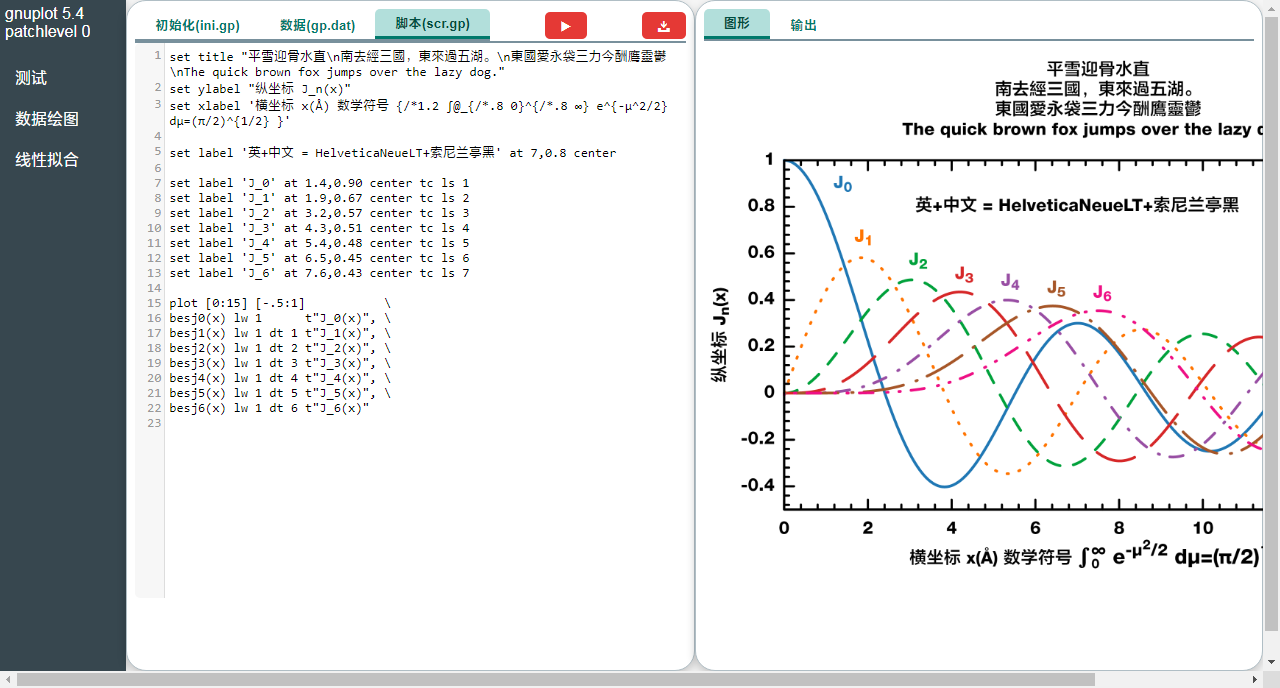 gnuplot 5.4
patchlevel 0
测试
数据绘图
线性拟合
初始化(ini.gp)
数据(gp.dat)
脚本(scr.gp)
1 set title "平雪迎骨水直\n南去經三國，東來過五湖。\n東國愛永袋三力今酬鷹靈鬱
\nThe quick brown fox jumps over the lazy dog."
2 set ylabel "纵坐标 J_n(x)"
3 set xlabel '横坐标 x(Å) 数学符号 {/*1.2 ∫@_{/*.8 0}^{/*.8 ∞} e^{-μ^2/2}
dμ=(π/2)^{1/2} }'
4
5 set label '英+中文 = HelveticaNeueLT+索尼兰亭黑' at 7,0.8 center
6
7 set label 'J_0' at 1.4,0.90 center tc ls 1
8 set label 'J_1' at 1.9,0.67 center tc ls 2
9 set label 'J_2' at 3.2,0.57 center tc ls 3
10 set label 'J_3' at 4.3,0.51 center tc ls 4
11 set label 'J_4' at 5.4,0.48 center tc ls 5
12 set label 'J_5' at 6.5,0.45 center tc ls 6
13 set label 'J_6' at 7.6,0.43 center tc ls 7
14
15 plot [0:15] [-.5:1] \
16 besj0(x) lw 1 t"J_0(x)", \
17 besj1(x) lw 1 dt 1 t"J_1(x)", \
18 besj2(x) lw 1 dt 2 t"J_2(x)", \
19 besj3(x) lw 1 dt 3 t"J_3(x)", \
20 besj4(x) lw 1 dt 4 t"J_4(x)", \
21 besj5(x) lw 1 dt 5 t"J_5(x)", \
22 besj6(x) lw 1 dt 6 t"J_6(x)"
23
图形
输出
平雪迎骨水直
南去經三國，東來過五湖。
東國愛永袋三力今酬鷹靈鬱
The quick brown fox jumps over the lazy d
英+中文 = HelveticaNeueLT+索尼兰亭黑
J0
J1
J2
J3
J4
J5
J6
纵坐标 Jn(x)
1
0.8
0.6
0.4
0.2
0
-0.2
-0.4
0 2 4 6 8 10
横坐标 x(Å) 数学符号 ∫0∞ e-μ2/2 dμ=(π/2)